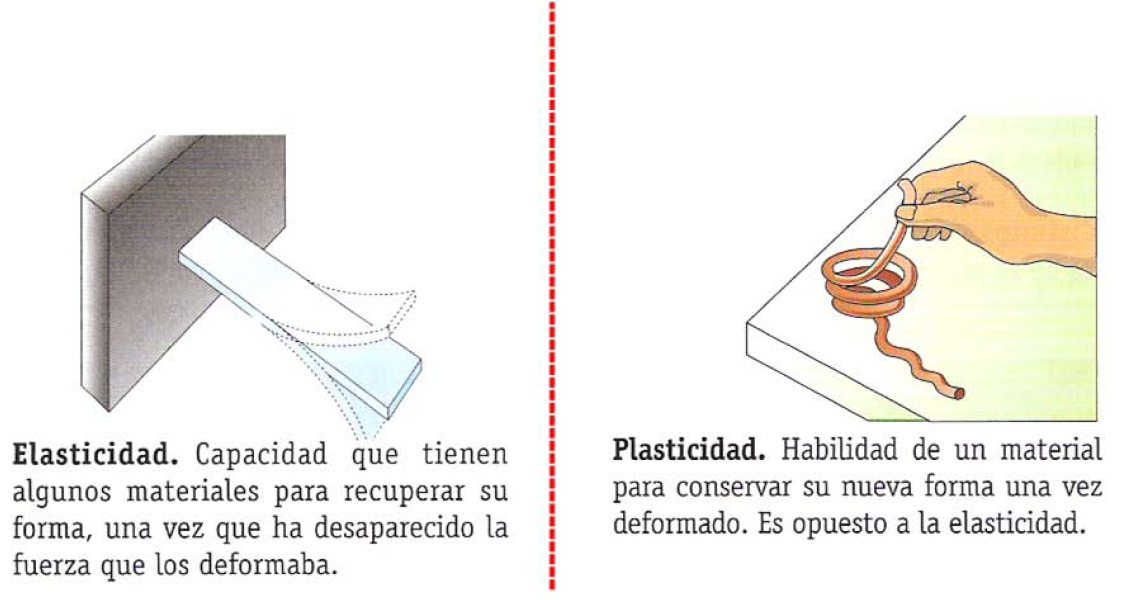 Elasticidad. Capacidad que tienen
algunos materiales para recuperar su
forma, una vez que ha desaparecido la
fuerza que los deformaba.
Plasticidad. Habilidad de un material
para conservar su nueva forma una vez
deformado. Es opuesto a la elasticidad.